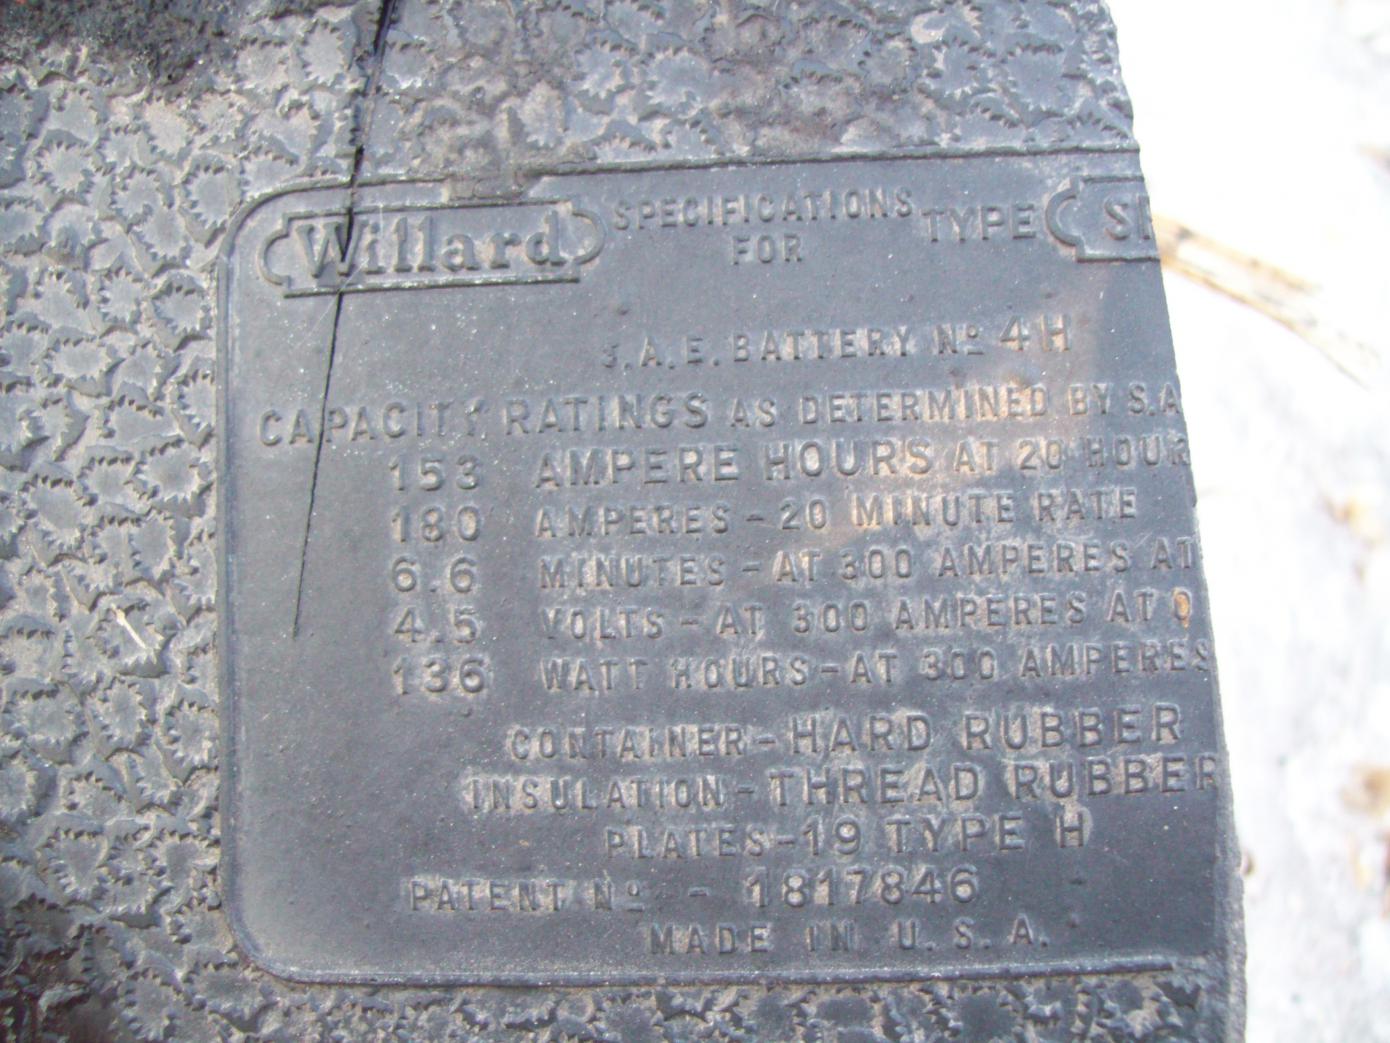 Willard SPECIFICATIONS FOR TYPE
S.A.E. BATTERY Nº 4H
CAPACITY RATINGS AS DETERMINED BY S.A
153 AMPERE HOURS AT 20 HOUR
180 AMPERES - 20 MINUTE RATE
6.6 MINUTES - AT 300 AMPERES AT
4.5 VOLTS - AT 300 AMPERES AT 0
136 WATT HOURS - AT 300 AMPERES
CONTAINER - HARD RUBBER
INSULATION - THREAD RUBBER
PLATES - 19 TYPE H
PATENT Nº - 1817846
MADE IN U.S.A.